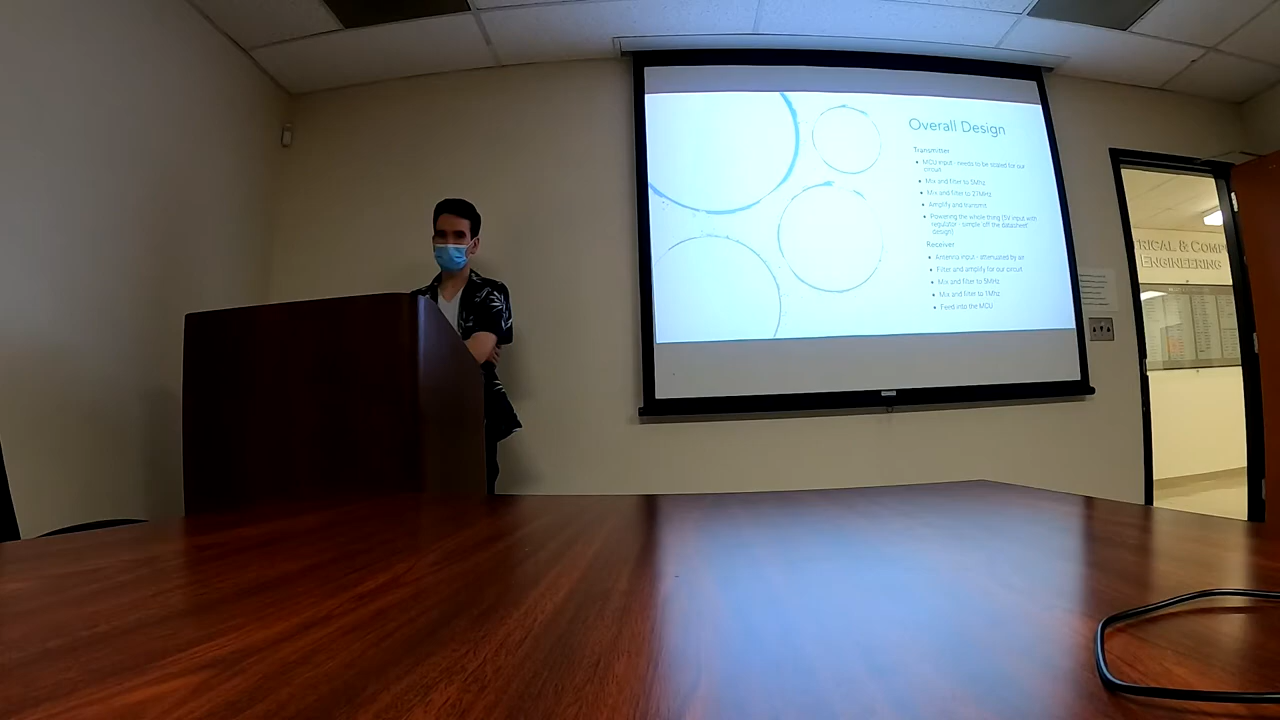 Overall Design
Transmitter
MCU input - needs to be scaled for our
circuit
Mix and filter to 5Mhz
Mix and filter to 27MHz
Amplify and transmit
Powering the whole thing (5V input with
regulator - simple off the datasheet
design)
Receiver
Antenna input - attenuated by air
Filter and amplify for our circuit
Mix and filter to 5MHz
Mix and filter to 1Mhz
Feed into the MCU
RICAL & COMP
ENGINEERING